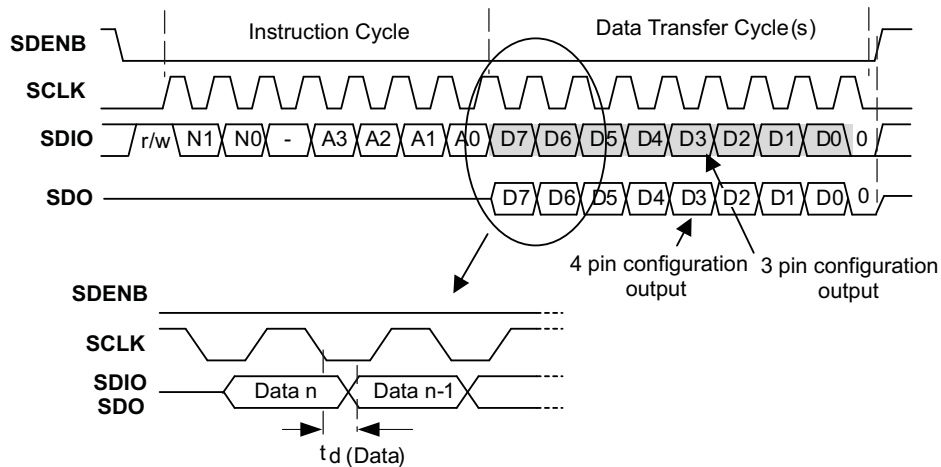 Instruction Cycle Data Transfer Cycle(s)
SDENB
SCLK
SDIO r/w N1 N0 - A3 A2 A1 A0 D7 D6 D5 D4 D3 D2 D1 D0 0
SDO D7 D6 D5 D4 D3 D2 D1 D0 0
4 pin configuration output
3 pin configuration output
SDENB
SCLK
SDIO
SDO
Data n Data n-1
td (Data)